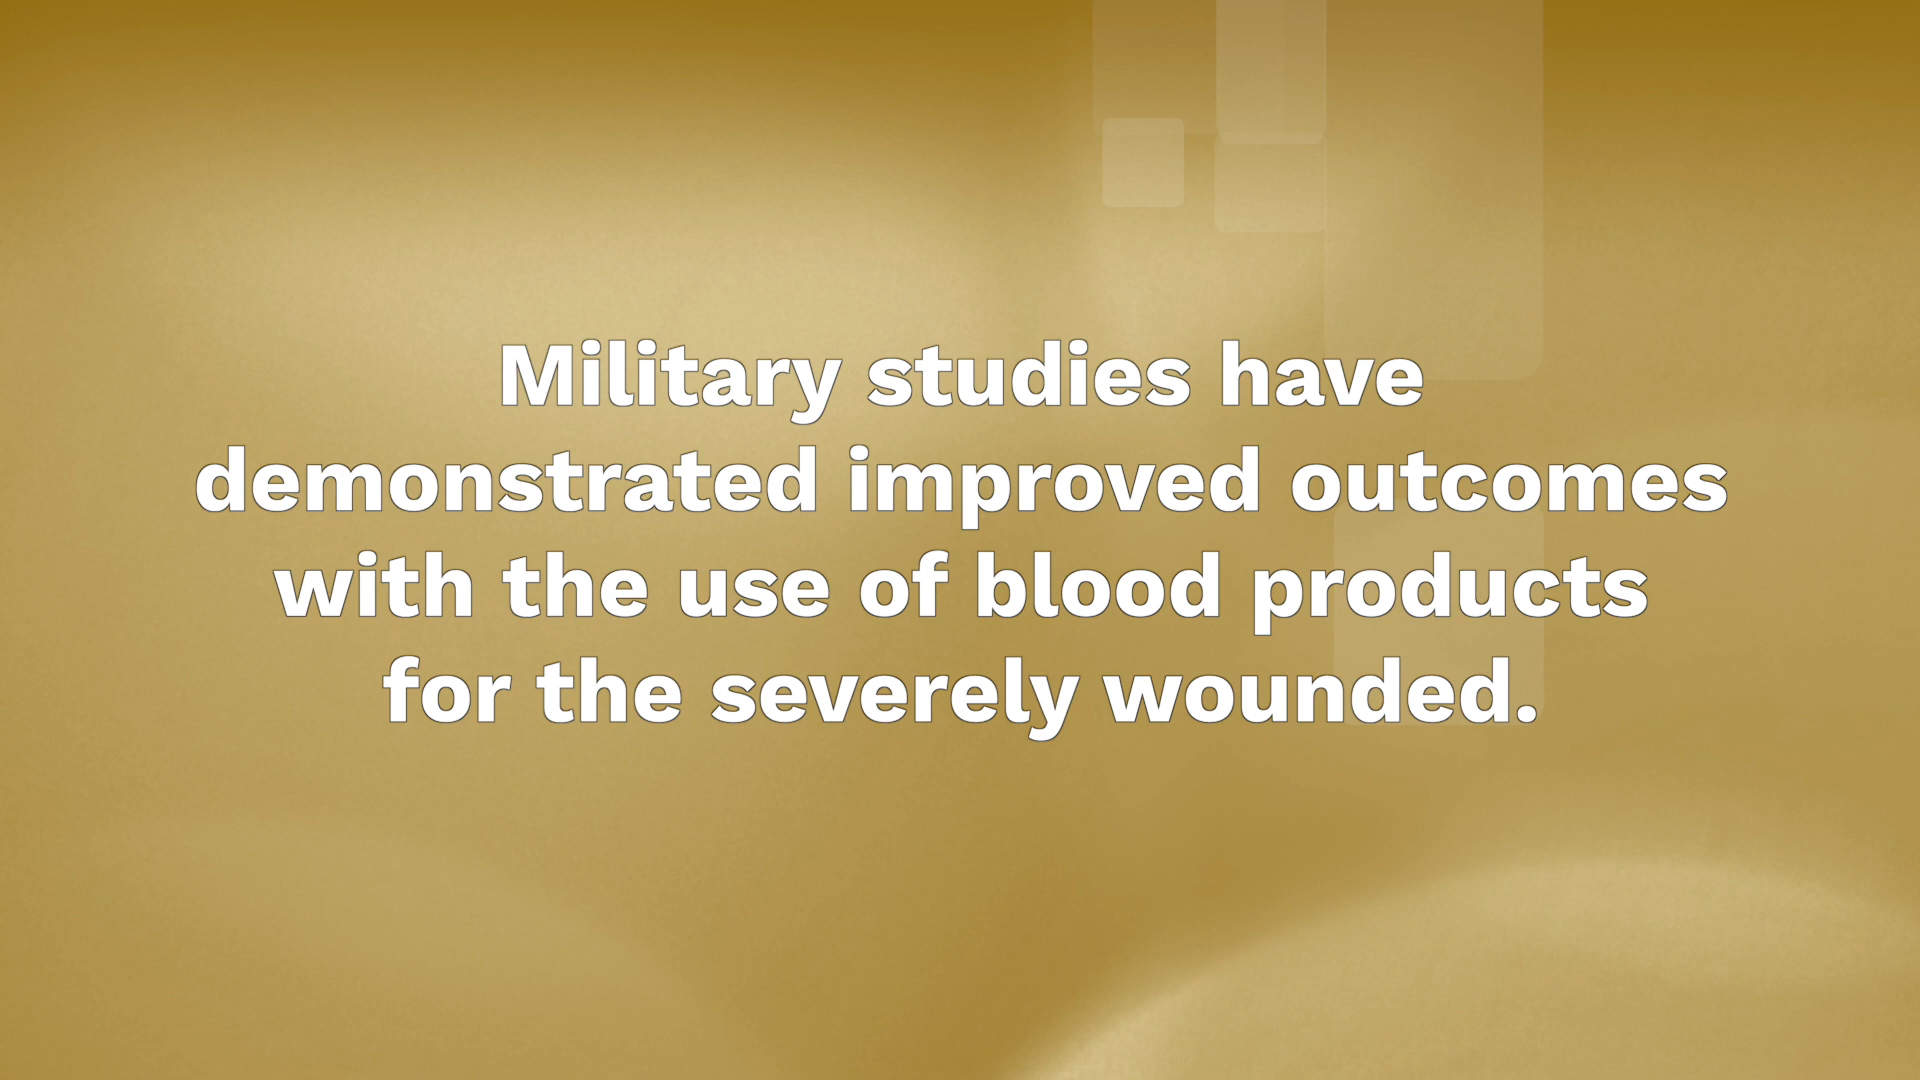 Military studies have
demonstrated improved outcomes
with the use of blood products
for the severely wounded.